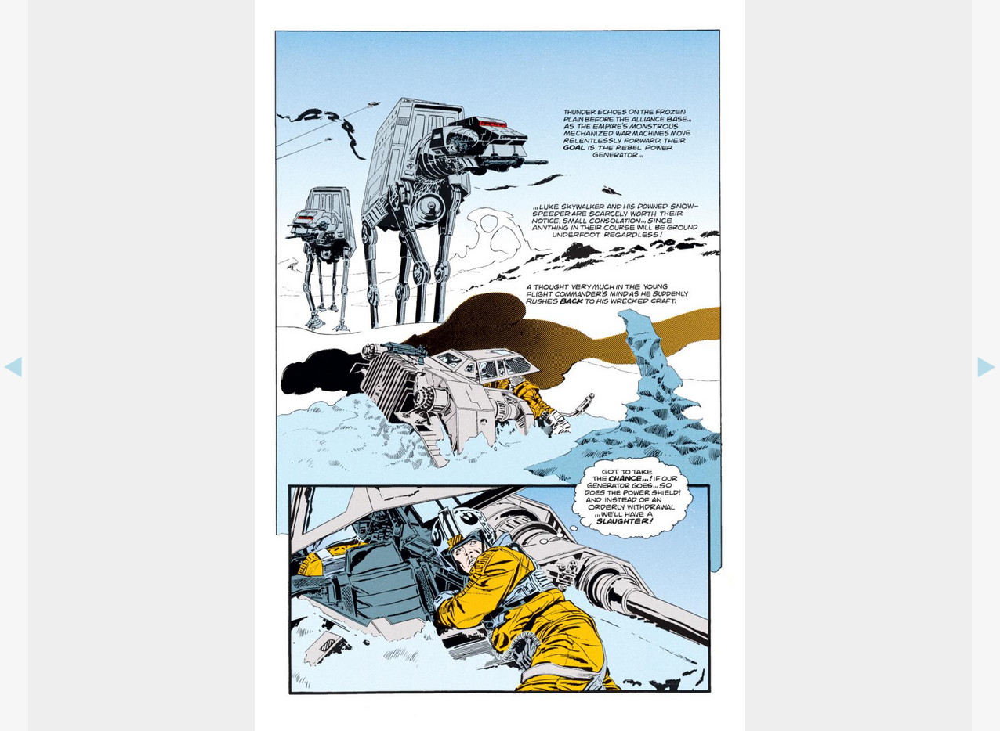 THUNDER ECHOES ON THE FROZEN
PLAIN BEFORE THE ALLIANCE BASE...
AS THE EMPIRE'S MONSTROUS
MECHANIZED WAR MACHINES MOVE
RELENTLESSLY FORWARD, THEIR
GOAL IS THE REBEL POWER
GENERATOR...
...LUKE SKYWALKER AND HIS DOWNED SNOW-
SPEEDER ARE SCARCELY WORTH THEIR
NOTICE, SMALL CONSOLATION... SINCE
ANYTHING IN THEIR COURSE WILL BE GROUND
UNDERFOOT REGARDLESS!
A THOUGHT VERY MUCH IN THE YOUNG
FLIGHT COMMANDER'S MIND AS HE SUDDENLY
RUSHES BACK TO HIS WRECKED CRAFT.
GOT TO TAKE
THE CHANCE...! IF OUR
GENERATOR GOES... SO
DOES THE POWER SHIELD!
AND INSTEAD OF AN
ORDERLY WITHDRAWAL
...WE'LL HAVE A
SLAUGHTER!